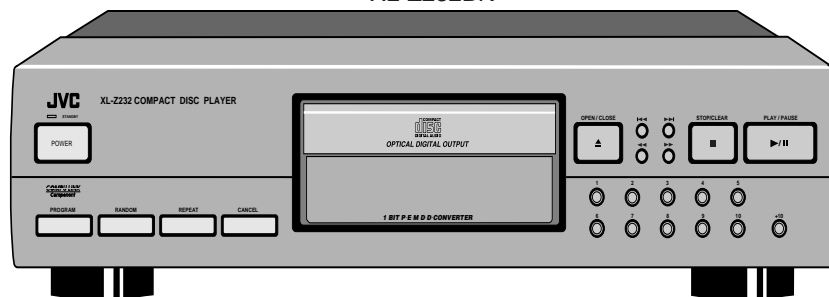 JVC
XL-Z232 COMPACT DISC PLAYER
STANDBY
POWER
COMPACT
disc
DIGITAL AUDIO
OPTICAL DIGITAL OUTPUT
1 BIT P·E·M D·D CONVERTER
OPEN / CLOSE
STOP/CLEAR
PLAY / PAUSE
Component
PROGRAM
RANDOM
REPEAT
CANCEL
1 2 3 4 5
6 7 8 9 10 +10